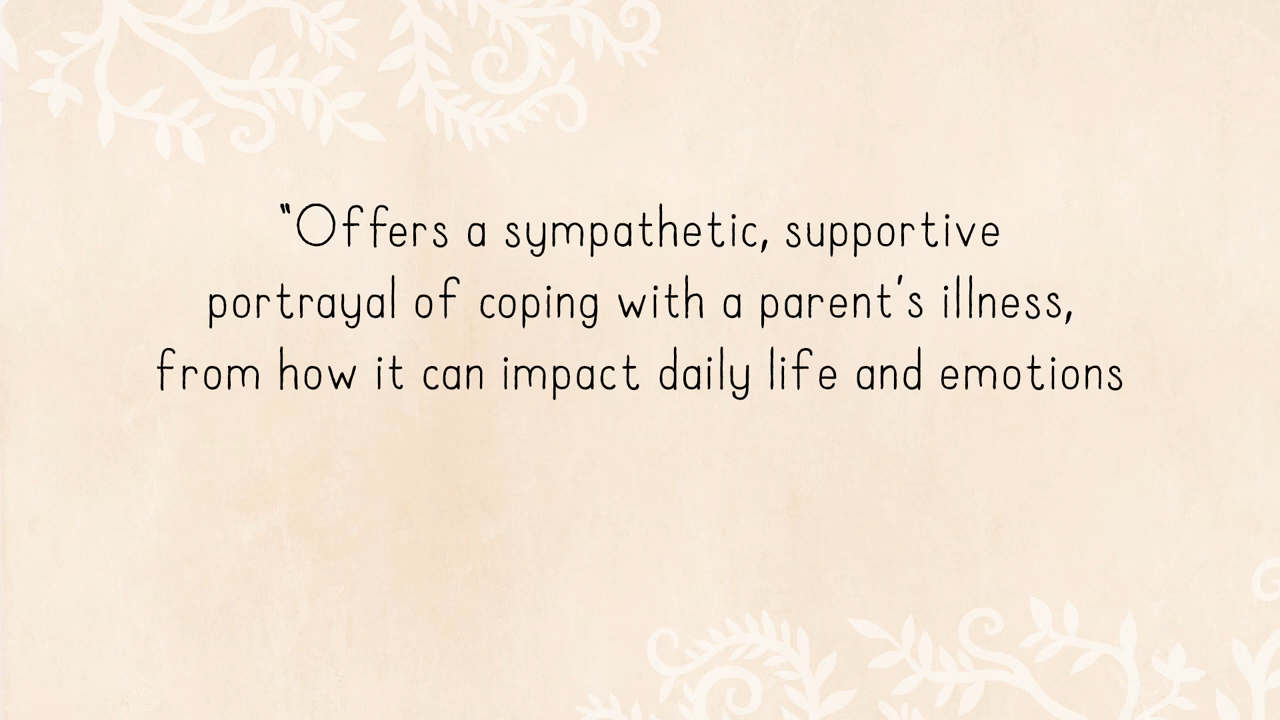 "Offers a sympathetic, supportive
portrayal of coping with a parent's illness,
from how it can impact daily life and emotions